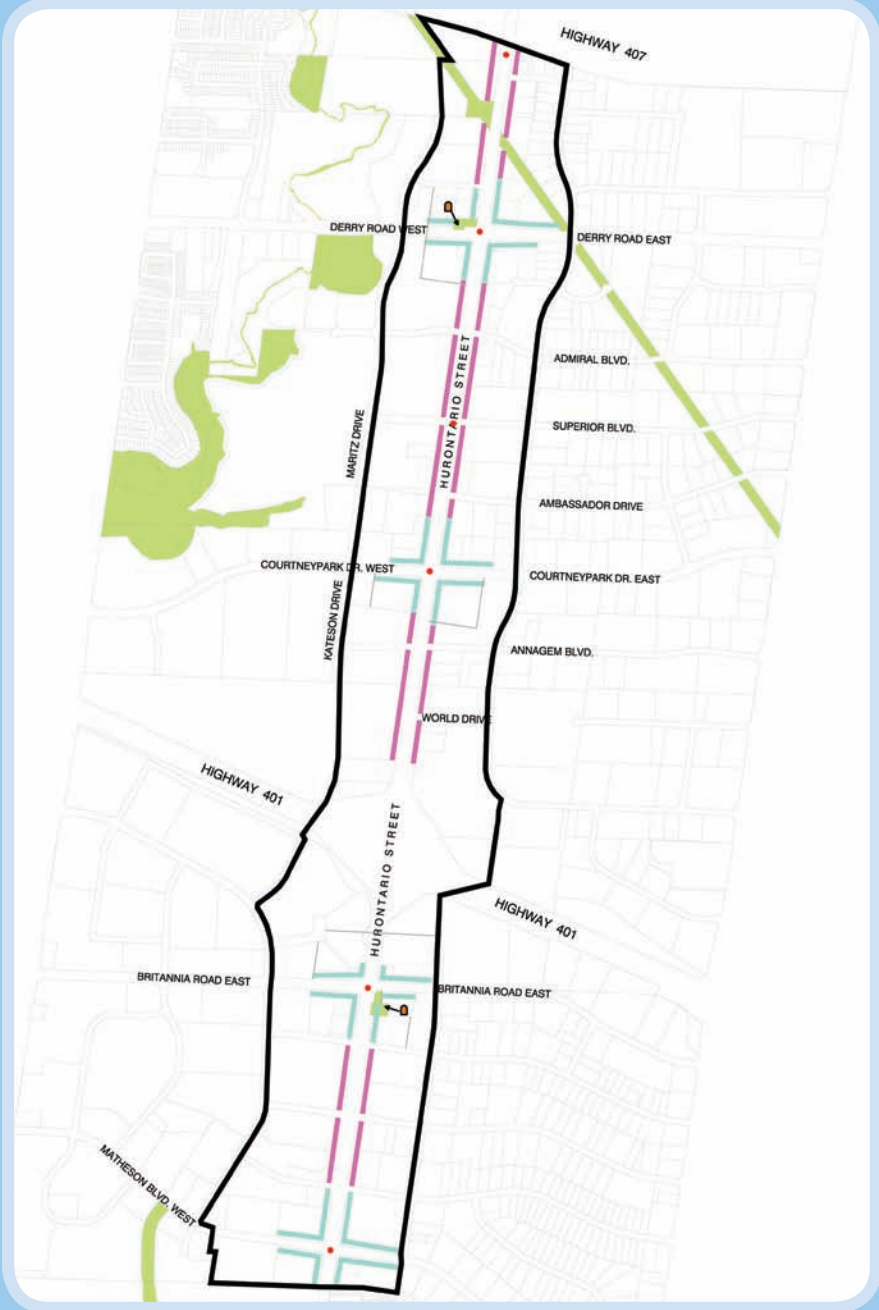 HIGHWAY 407
DERRY ROAD WEST
DERRY ROAD EAST
HURONTARIO STREET
ADMIRAL BLVD.
MARITZ DRIVE
SUPERIOR BLVD.
AMBASSADOR DRIVE
COURTNEYPARK DR. WEST
COURTNEYPARK DR. EAST
KATESON DRIVE
ANNAGEM BLVD.
WORLD DRIVE
HIGHWAY 401
HURONTARIO STREET
HIGHWAY 401
BRITANNIA ROAD EAST
BRITANNIA ROAD EAST
MATHESON BLVD. WEST